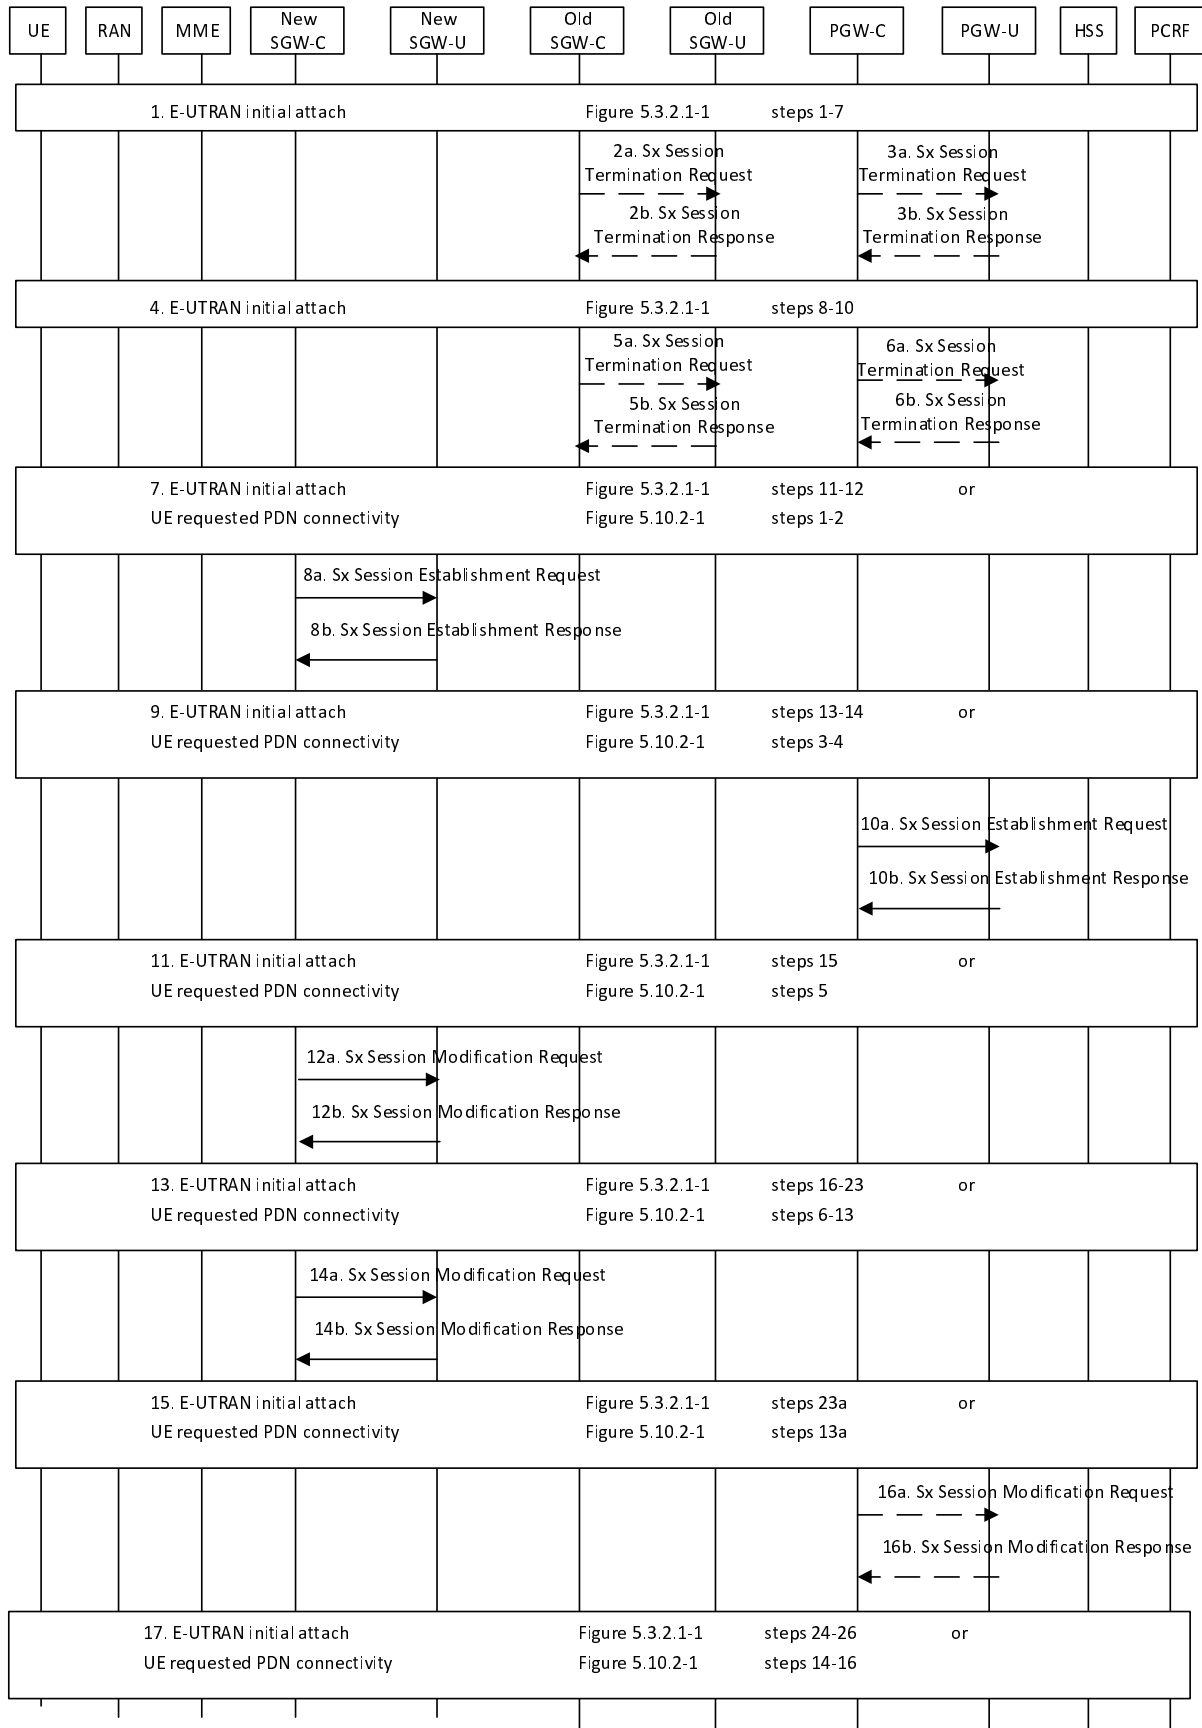 UE RAN MME New SGW-C New SGW-U Old SGW-C Old SGW-U PGW-C PGW-U HSS PCRF
1. E-UTRAN initial attach Figure 5.3.2.1-1 steps 1-7
2a. Sx Session
Termination Request
3a. Sx Session
Termination Request
2b. Sx Session
Termination Response
3b. Sx Session
Termination Response
4. E-UTRAN initial attach Figure 5.3.2.1-1 steps 8-10
5a. Sx Session
Termination Request
6a. Sx Session
Termination Request
5b. Sx Session
Termination Response
6b. Sx Session
Termination Response
7. E-UTRAN initial attach Figure 5.3.2.1-1 steps 11-12 or
UE requested PDN connectivity Figure 5.10.2-1 steps 1-2
8a. Sx Session Establishment Request
8b. Sx Session Establishment Response
9. E-UTRAN initial attach Figure 5.3.2.1-1 steps 13-14 or
UE requested PDN connectivity Figure 5.10.2-1 steps 3-4
10a. Sx Session Establishment Request
10b. Sx Session Establishment Response
11. E-UTRAN initial attach Figure 5.3.2.1-1 steps 15 or
UE requested PDN connectivity Figure 5.10.2-1 steps 5
12a. Sx Session Modification Request
12b. Sx Session Modification Response
13. E-UTRAN initial attach Figure 5.3.2.1-1 steps 16-23 or
UE requested PDN connectivity Figure 5.10.2-1 steps 6-13
14a. Sx Session Modification Request
14b. Sx Session Modification Response
15. E-UTRAN initial attach Figure 5.3.2.1-1 steps 23a or
UE requested PDN connectivity Figure 5.10.2-1 steps 13a
16a. Sx Session Modification Request
16b. Sx Session Modification Response
17. E-UTRAN initial attach Figure 5.3.2.1-1 steps 24-26 or
UE requested PDN connectivity Figure 5.10.2-1 steps 14-16